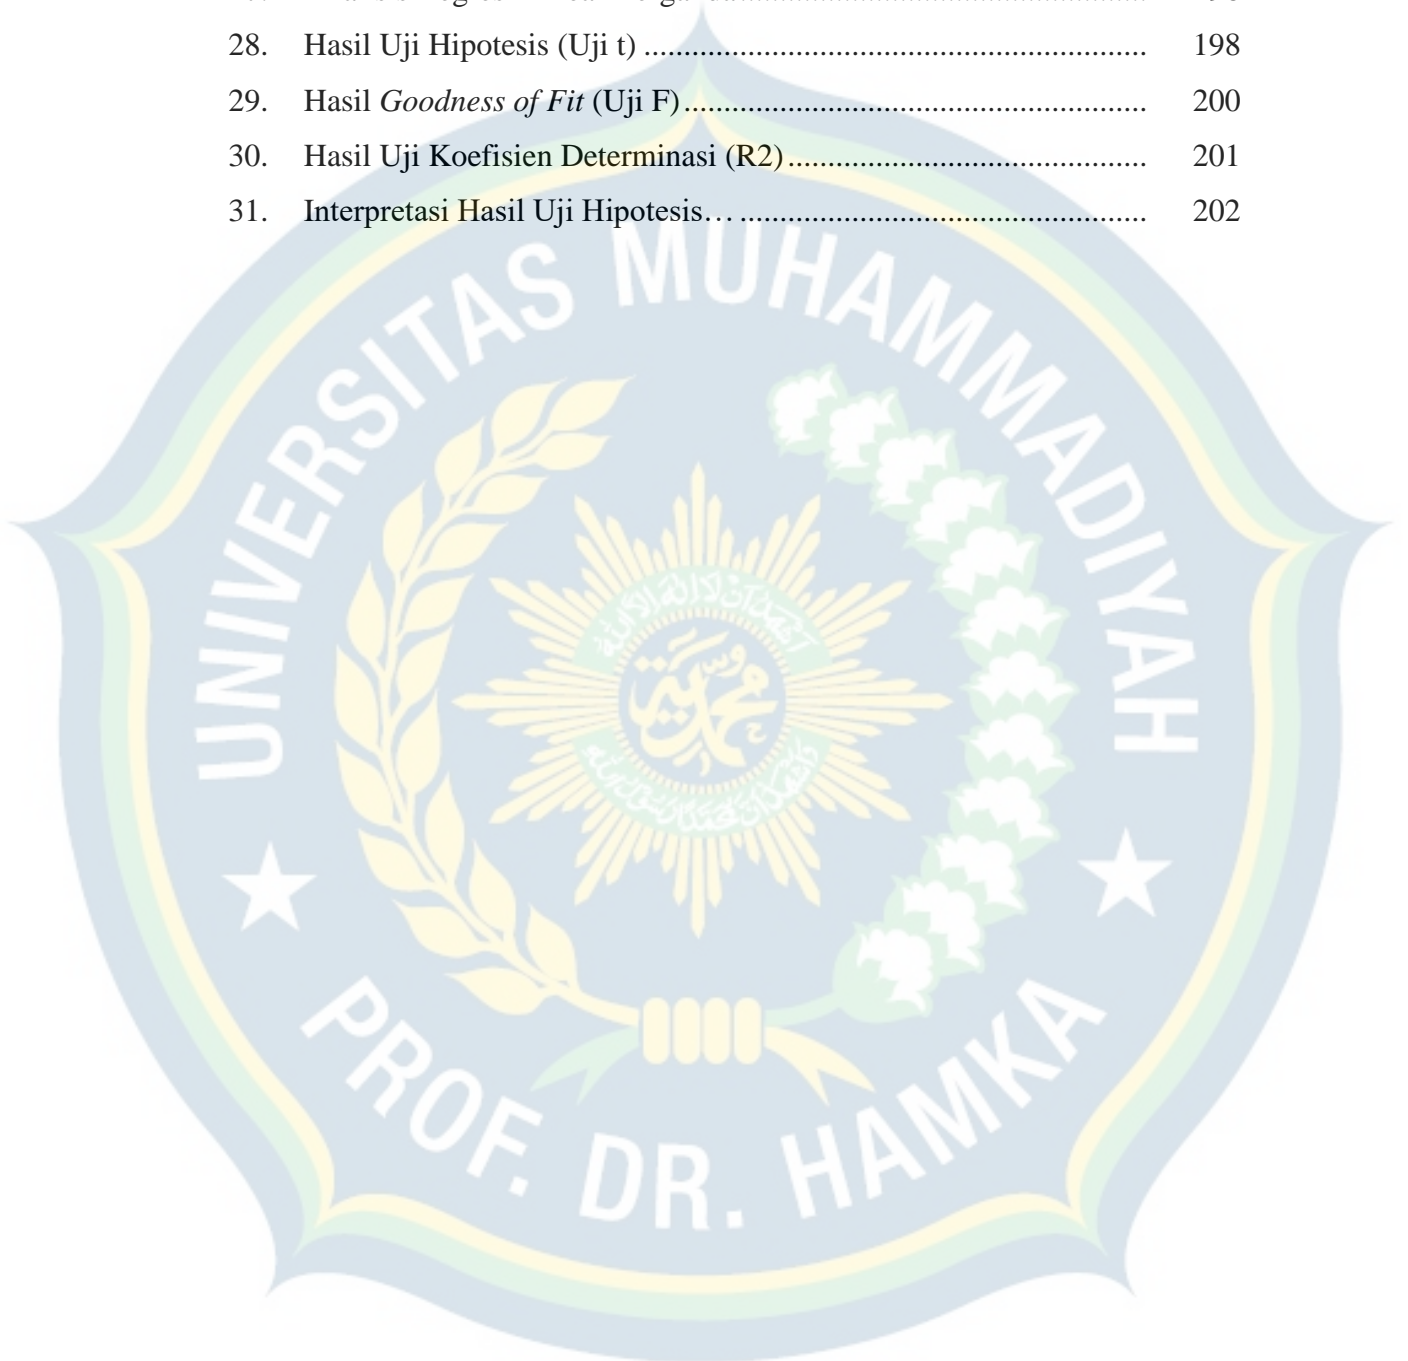 28. Hasil Uji Hipotesis (Uji t) ............................................................... 198
29. Hasil Goodness of Fit (Uji F) .......................................................... 200
30. Hasil Uji Koefisien Determinasi (R2) ............................................. 201
31. Interpretasi Hasil Uji Hipotesis… ................................................... 202
UNIVERSITAS MUHAMMADIYAH
محمدية
PROF. DR. HAMKA